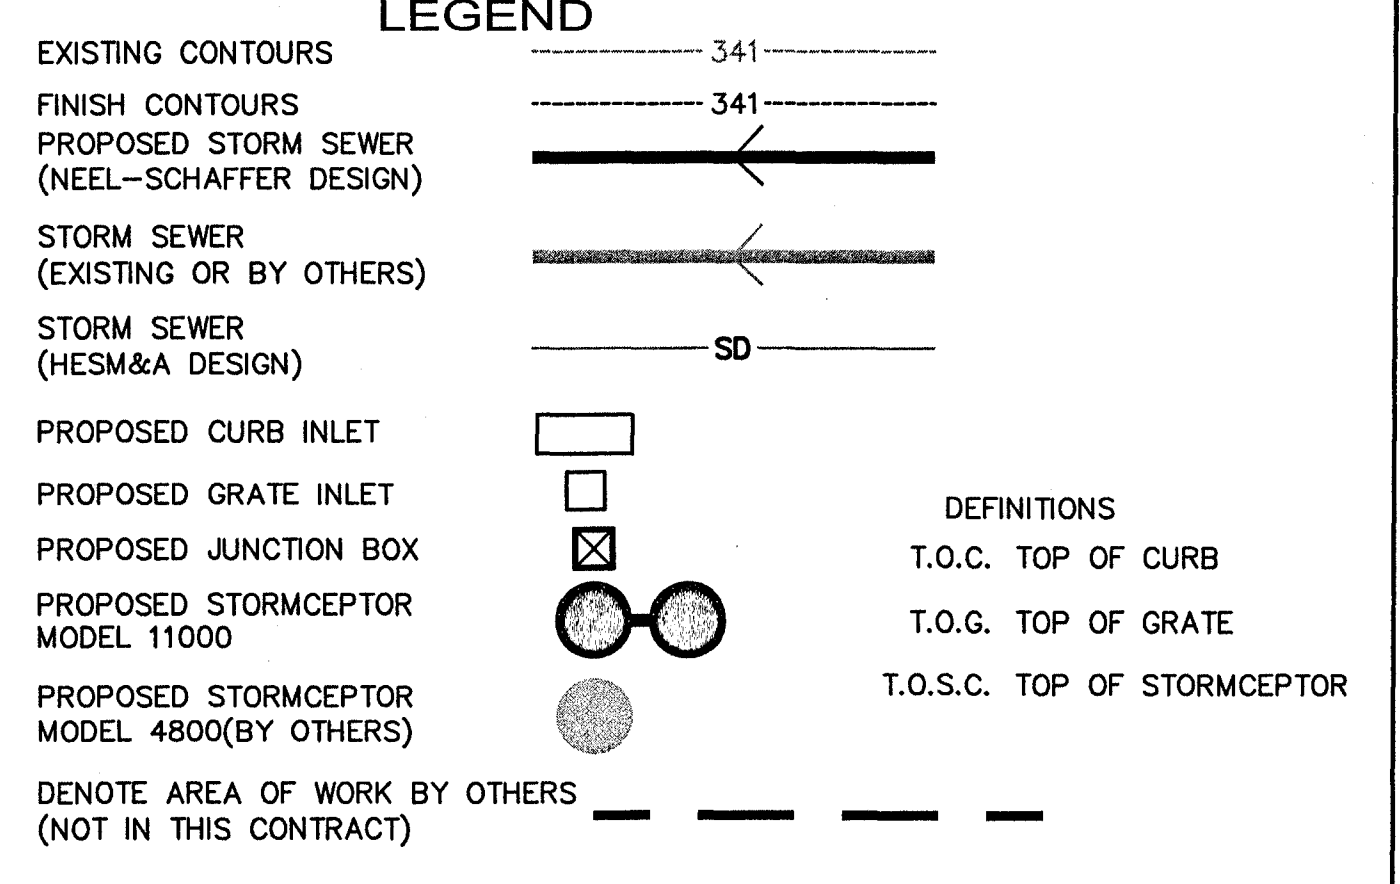 LEGEND
EXISTING CONTOURS
341
FINISH CONTOURS
341
PROPOSED STORM SEWER
(NEEL-SCHAFFER DESIGN)
STORM SEWER
(EXISTING OR BY OTHERS)
STORM SEWER
(HESM&A DESIGN)
SD
PROPOSED CURB INLET
PROPOSED GRATE INLET
PROPOSED JUNCTION BOX
PROPOSED STORMCEPTOR
MODEL 11000
PROPOSED STORMCEPTOR
MODEL 4800(BY OTHERS)
DENOTE AREA OF WORK BY OTHERS
(NOT IN THIS CONTRACT)
DEFINITIONS
T.O.C. TOP OF CURB
T.O.G. TOP OF GRATE
T.O.S.C. TOP OF STORMCEPTOR